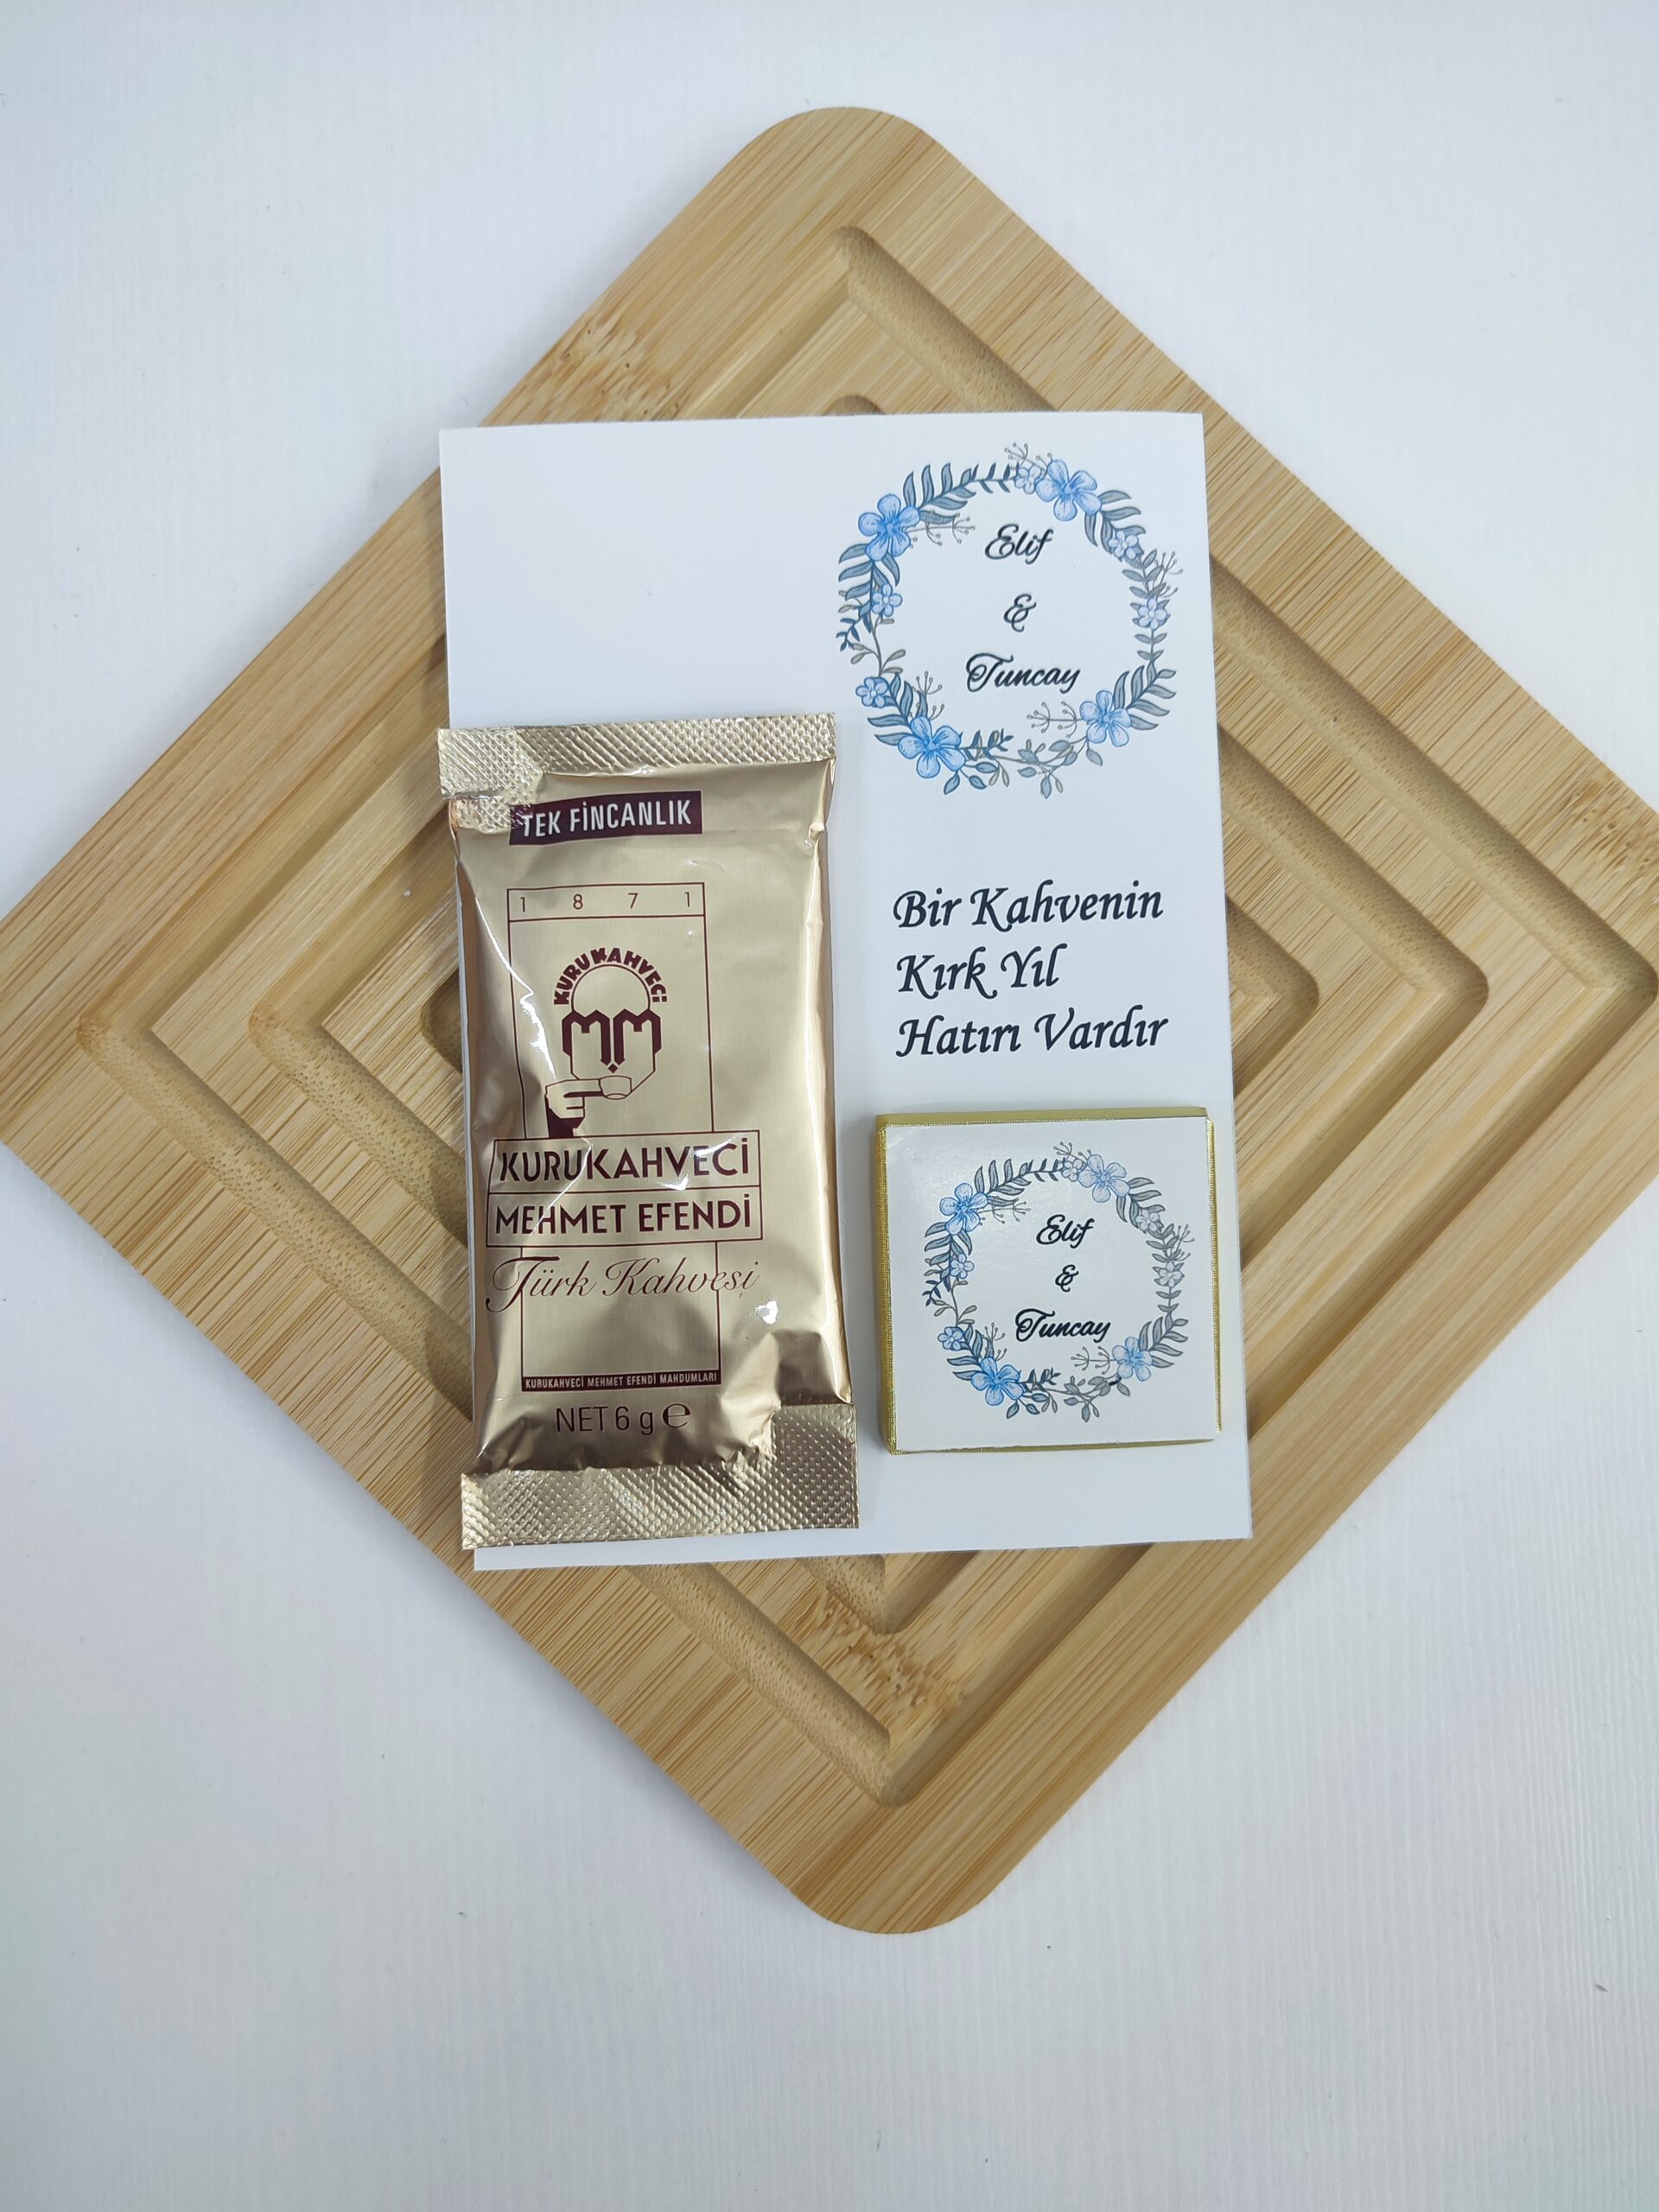 Elif
&
Tuncay
TEK FİNCANLIK
1 8 7 1
KURUKAHVECİ
MM
KURUKAHVECİ
MEHMET EFENDİ
Türk Kahvesi
KURUKAHVECİ MEHMET EFENDİ MAHDUMLARI
NET 6 g ℮
Bir Kahvenin
Kırk Yıl
Hatırı Vardır
Elif
&
Tuncay